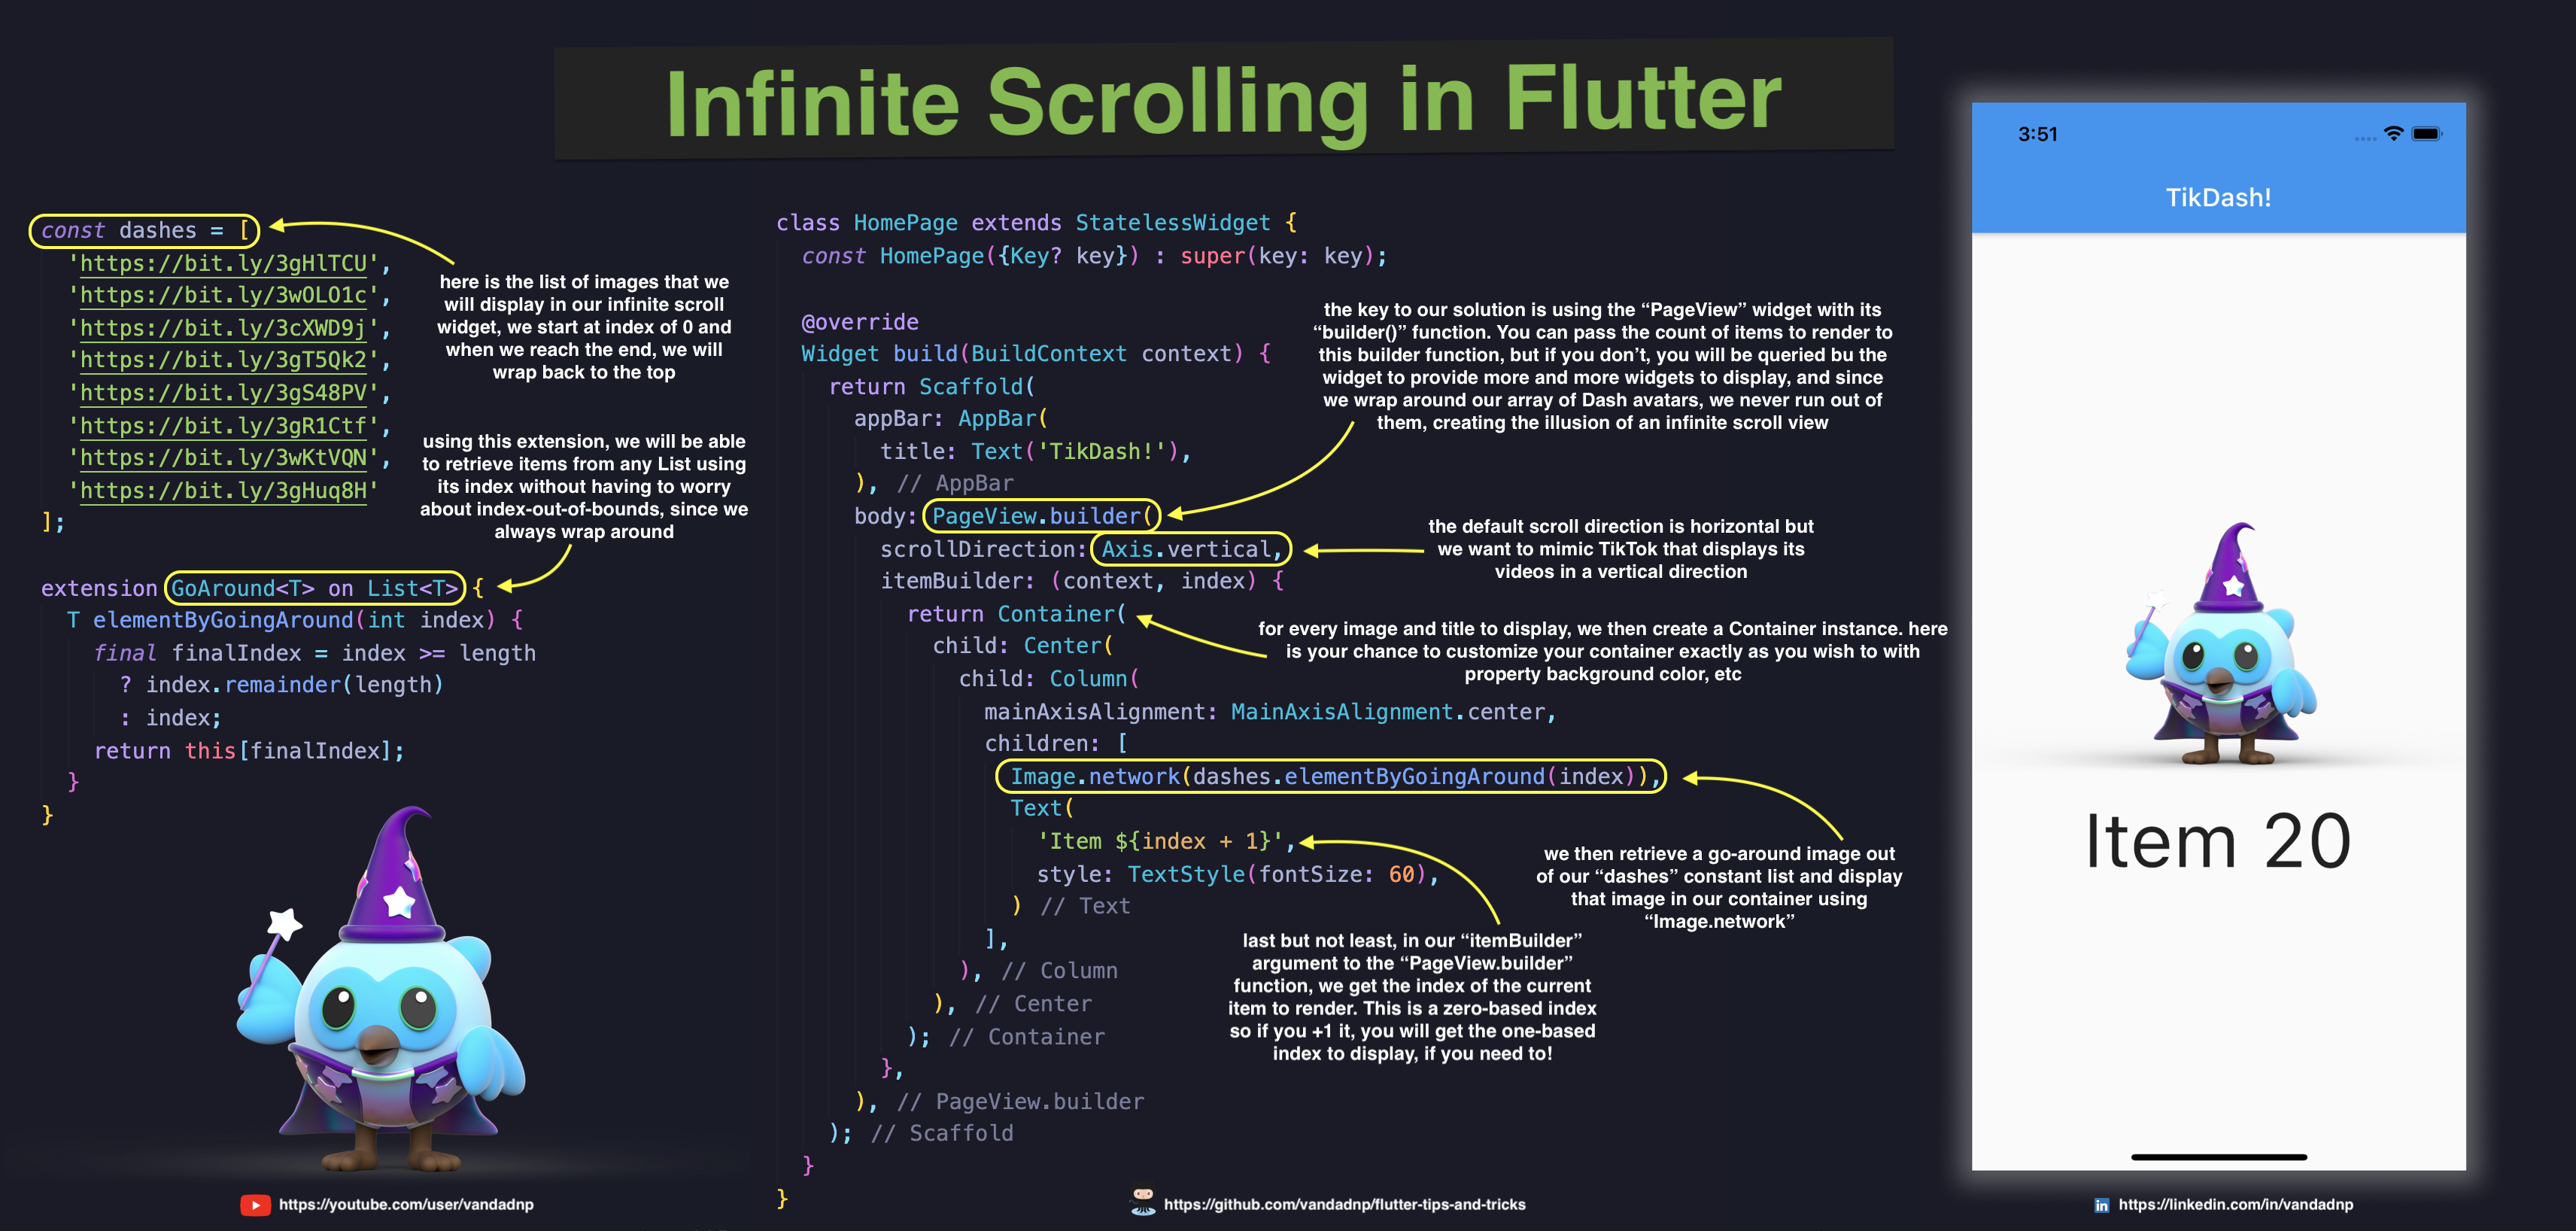 Infinite Scrolling in Flutter
const dashes = [
'https://bit.ly/3gHlTCU',
'https://bit.ly/3wOLO1c',
'https://bit.ly/3cXWD9j',
'https://bit.ly/3gT5Qk2',
'https://bit.ly/3gS48PV',
'https://bit.ly/3gR1Ctf',
'https://bit.ly/3wKtVQN',
'https://bit.ly/3gHuq8H'
];
here is the list of images that we
will display in our infinite scroll
widget, we start at index of 0 and
when we reach the end, we will
wrap back to the top
using this extension, we will be able
to retrieve items from any List using
its index without having to worry
about index-out-of-bounds, since we
always wrap around
extension GoAround<T> on List<T> {
T elementByGoingAround(int index) {
final finalIndex = index >= length
? index.remainder(length)
: index;
return this[finalIndex];
}
}
https://youtube.com/user/vandadnp
class HomePage extends StatelessWidget {
const HomePage({Key? key}) : super(key: key);
@override
Widget build(BuildContext context) {
return Scaffold(
appBar: AppBar(
title: Text('TikDash!'),
), // AppBar
body: PageView.builder(
scrollDirection: Axis.vertical,
itemBuilder: (context, index) {
return Container(
child: Center(
child: Column(
mainAxisAlignment: MainAxisAlignment.center,
children: [
Image.network(dashes.elementByGoingAround(index)),
Text(
'Item ${index + 1}',
style: TextStyle(fontSize: 60),
) // Text
],
), // Column
), // Center
); // Container
},
), // PageView.builder
); // Scaffold
}
}
the key to our solution is using the “PageView” widget with its
“builder()” function. You can pass the count of items to render to
this builder function, but if you don’t, you will be queried bu the
widget to provide more and more widgets to display, and since
we wrap around our array of Dash avatars, we never run out of
them, creating the illusion of an infinite scroll view
the default scroll direction is horizontal but
we want to mimic TikTok that displays its
videos in a vertical direction
for every image and title to display, we then create a Container instance. here
is your chance to customize your container exactly as you wish to with
property background color, etc
we then retrieve a go-around image out
of our “dashes” constant list and display
that image in our container using
“Image.network”
last but not least, in our “itemBuilder”
argument to the “PageView.builder”
function, we get the index of the current
item to render. This is a zero-based index
so if you +1 it, you will get the one-based
index to display, if you need to!
https://github.com/vandadnp/flutter-tips-and-tricks
3:51
TikDash!
Item 20
in https://linkedin.com/in/vandadnp